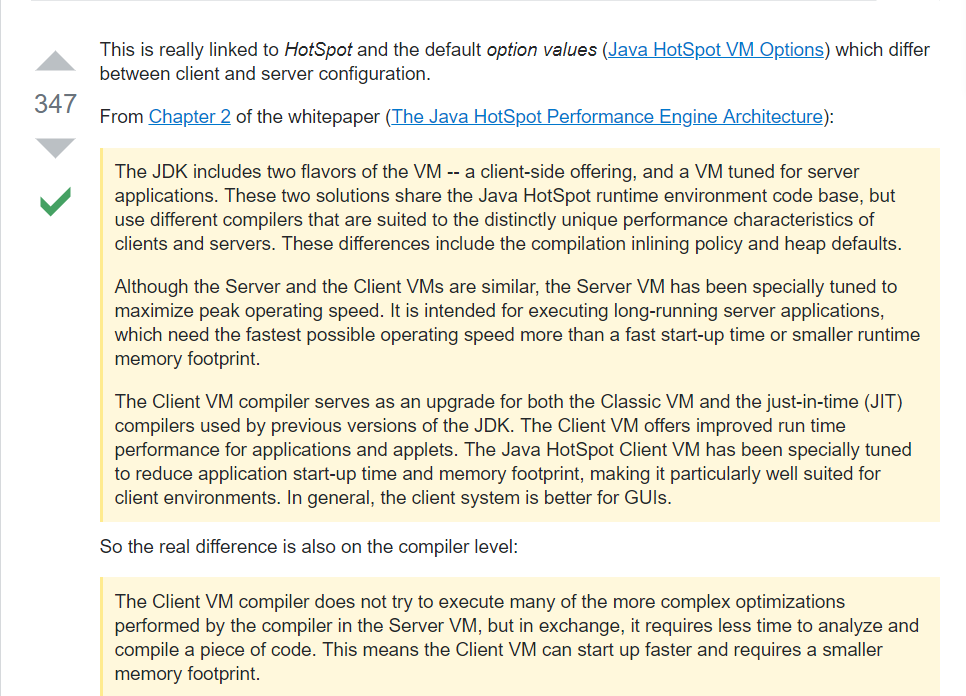 This is really linked to HotSpot and the default option values (Java HotSpot VM Options) which differ
between client and server configuration.
347
From Chapter 2 of the whitepaper (The Java HotSpot Performance Engine Architecture):
The JDK includes two flavors of the VM -- a client-side offering, and a VM tuned for server
applications. These two solutions share the Java HotSpot runtime environment code base, but
use different compilers that are suited to the distinctly unique performance characteristics of
clients and servers. These differences include the compilation inlining policy and heap defaults.
Although the Server and the Client VMs are similar, the Server VM has been specially tuned to
maximize peak operating speed. It is intended for executing long-running server applications,
which need the fastest possible operating speed more than a fast start-up time or smaller runtime
memory footprint.
The Client VM compiler serves as an upgrade for both the Classic VM and the just-in-time (JIT)
compilers used by previous versions of the JDK. The Client VM offers improved run time
performance for applications and applets. The Java HotSpot Client VM has been specially tuned
to reduce application start-up time and memory footprint, making it particularly well suited for
client environments. In general, the client system is better for GUIs.
So the real difference is also on the compiler level:
The Client VM compiler does not try to execute many of the more complex optimizations
performed by the compiler in the Server VM, but in exchange, it requires less time to analyze and
compile a piece of code. This means the Client VM can start up faster and requires a smaller
memory footprint.